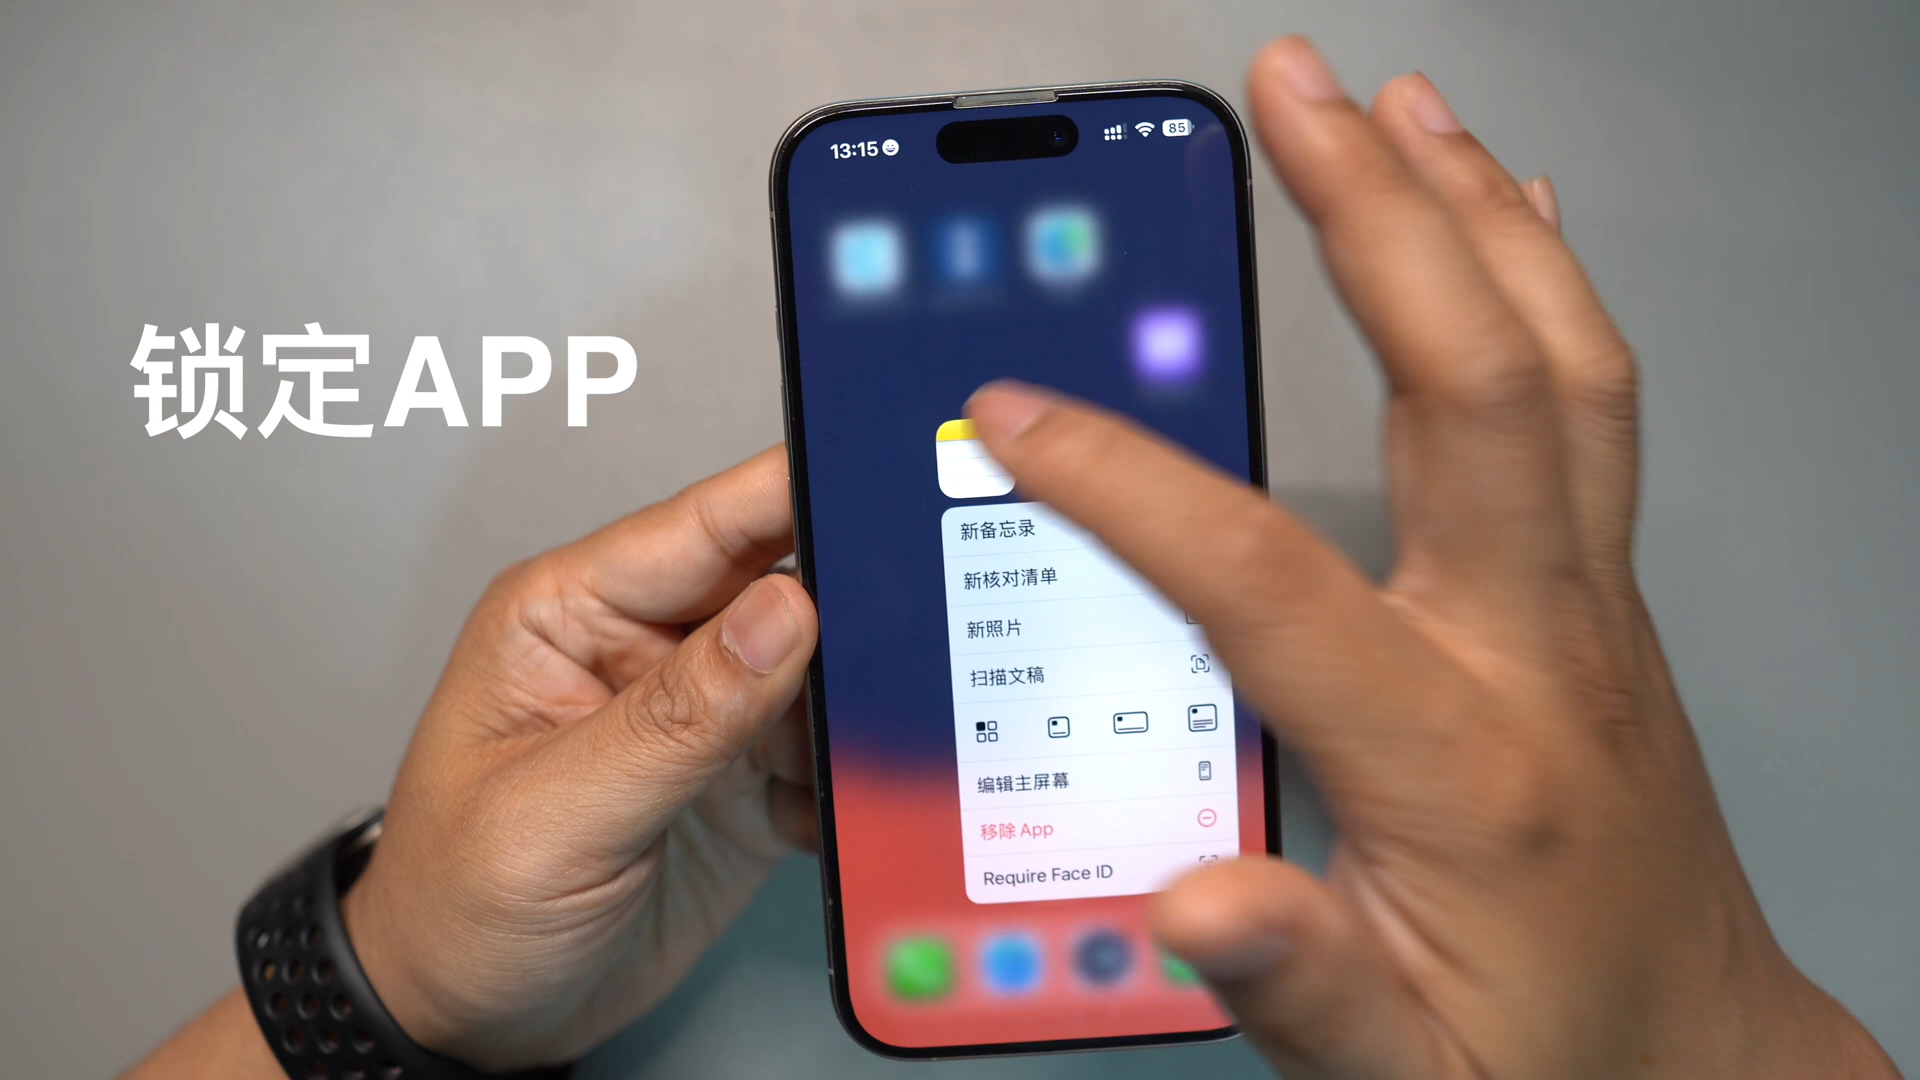 锁定APP
13:15
85
新备忘录
新核对清单
新照片
扫描文稿
编辑主屏幕
移除 App
Require Face ID